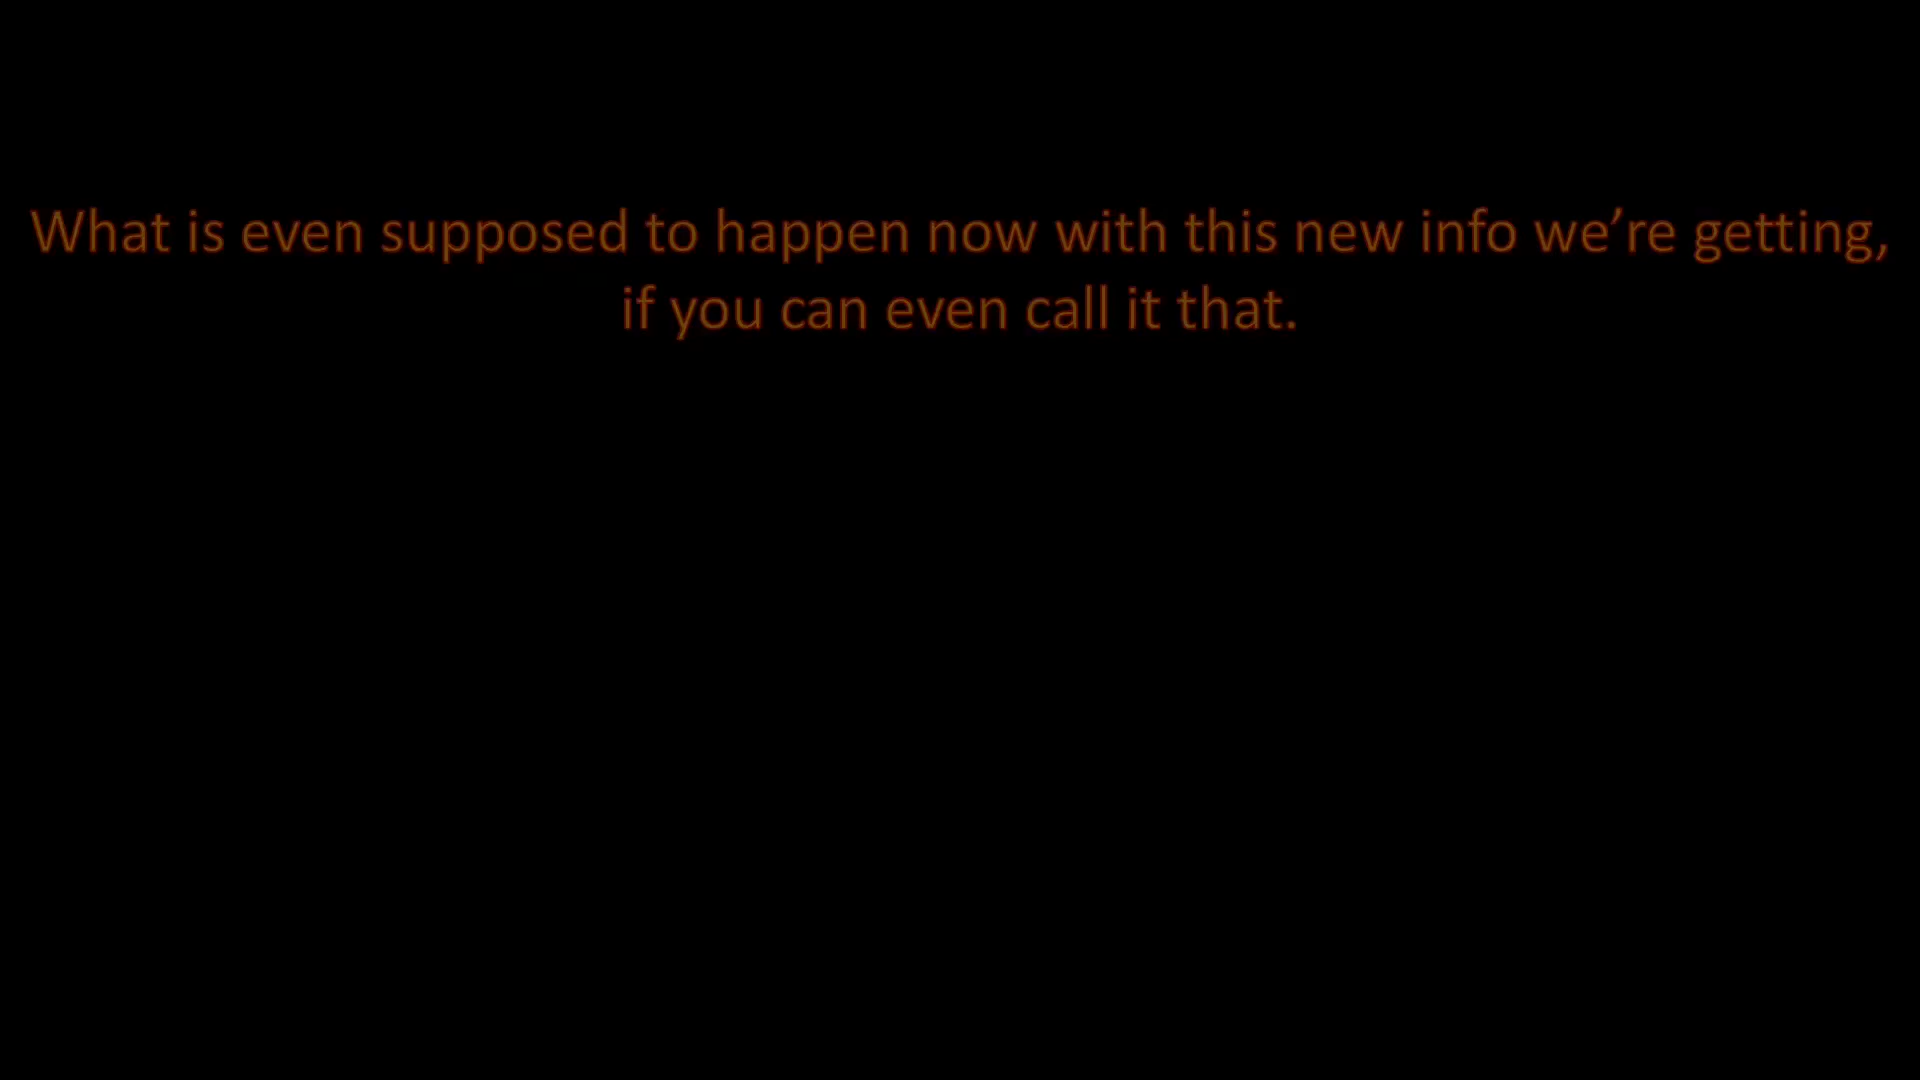 What is even supposed to happen now with this new info we’re getting,
if you can even call it that.